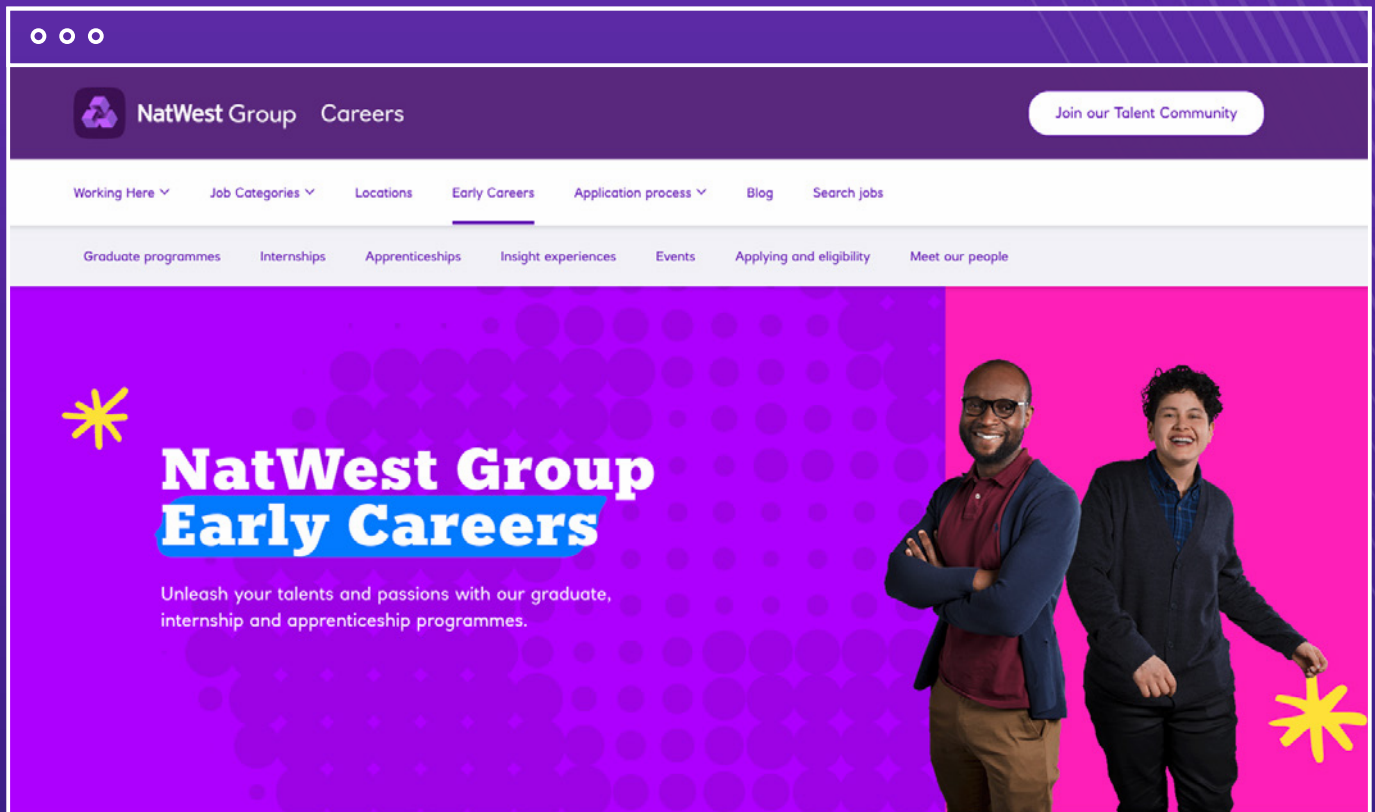 NatWest Group Careers
Join our Talent Community
Working Here Job Categories Locations Early Careers Application process Blog Search jobs
Graduate programmes Internships Apprenticeships Insight experiences Events Applying and eligibility Meet our people
NatWest Group
Early Careers
Unleash your talents and passions with our graduate,
internship and apprenticeship programmes.